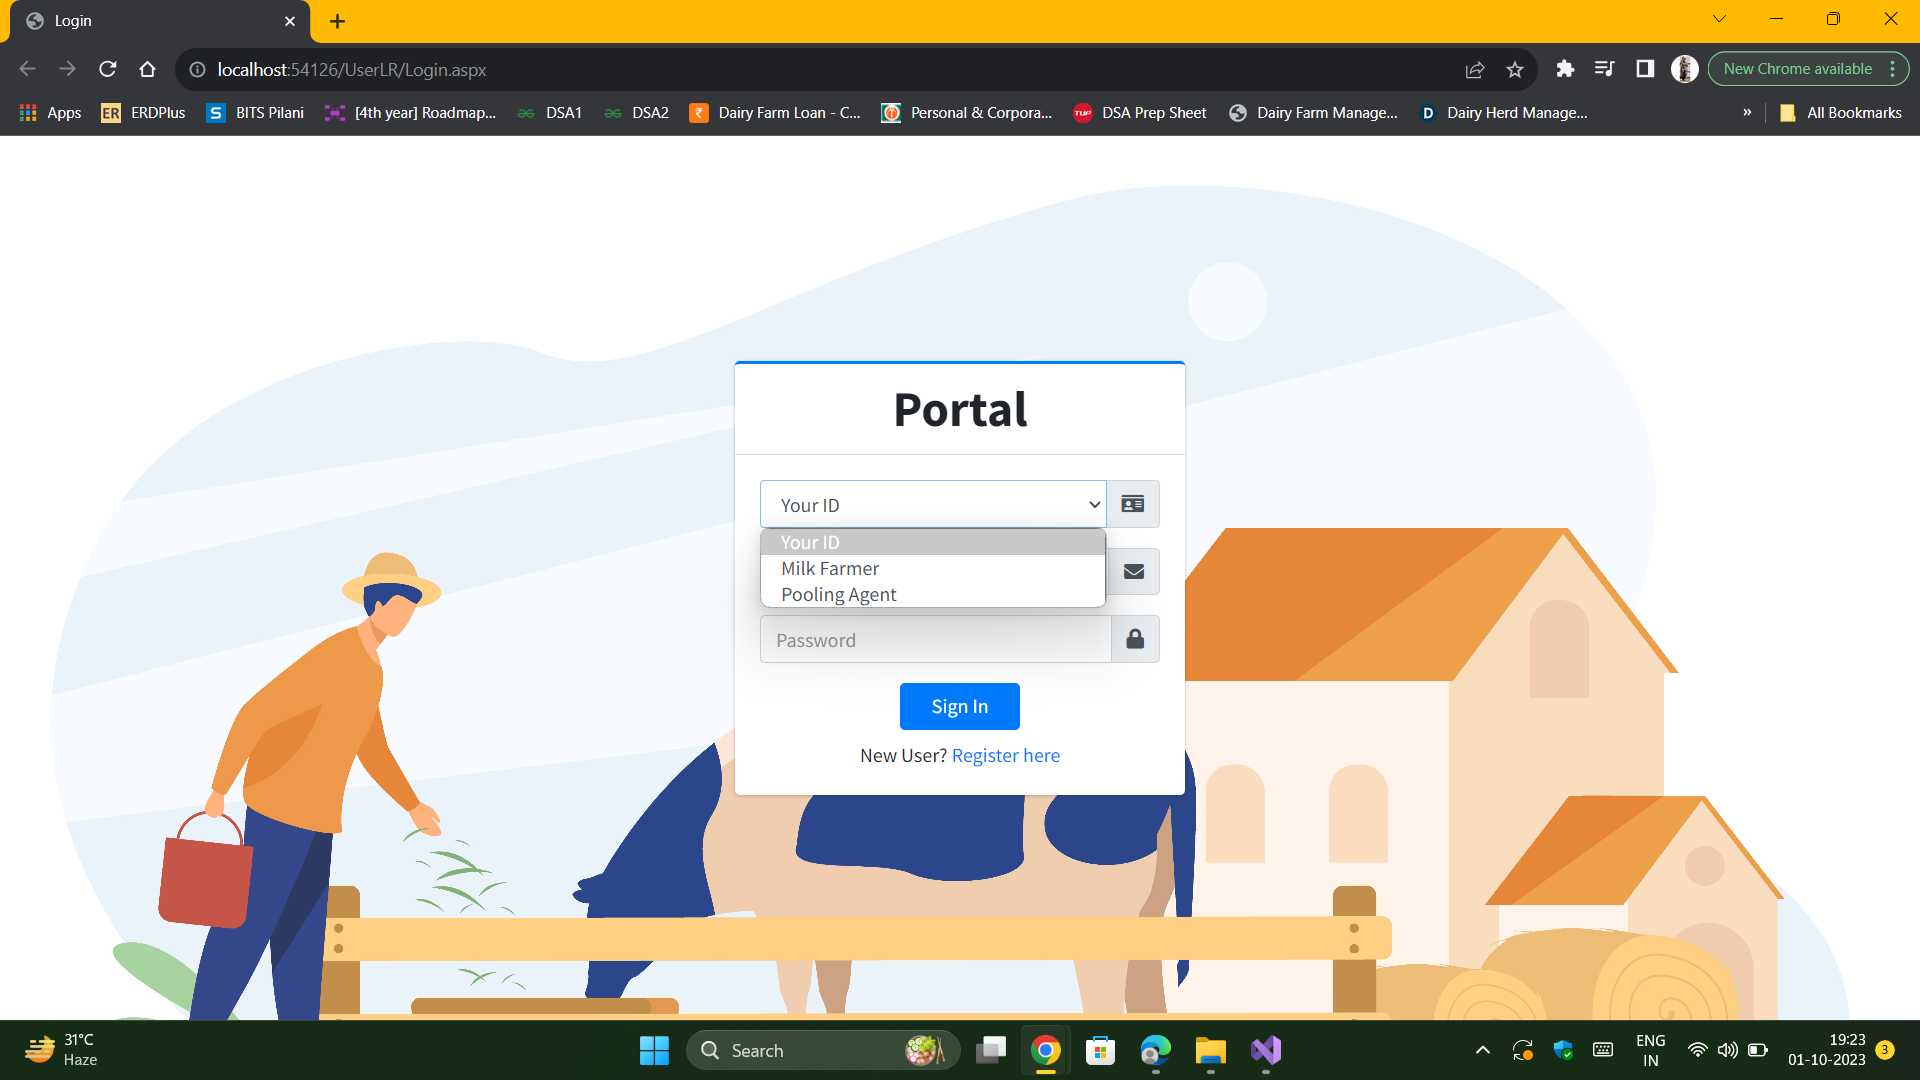 Login
localhost:54126/UserLR/Login.aspx
New Chrome available
Apps
ER ERDPlus
S BITS Pilani
[4th year] Roadmap...
DSA1
DSA2
₹ Dairy Farm Loan - C...
Personal & Corpora...
TUF DSA Prep Sheet
Dairy Farm Manage...
D Dairy Herd Manage...
» All Bookmarks
Portal
Your ID
Your ID
Milk Farmer
Pooling Agent
Password
Sign In
New User? Register here
31°C
Haze
Search
ENG
IN
19:23
01-10-2023
3